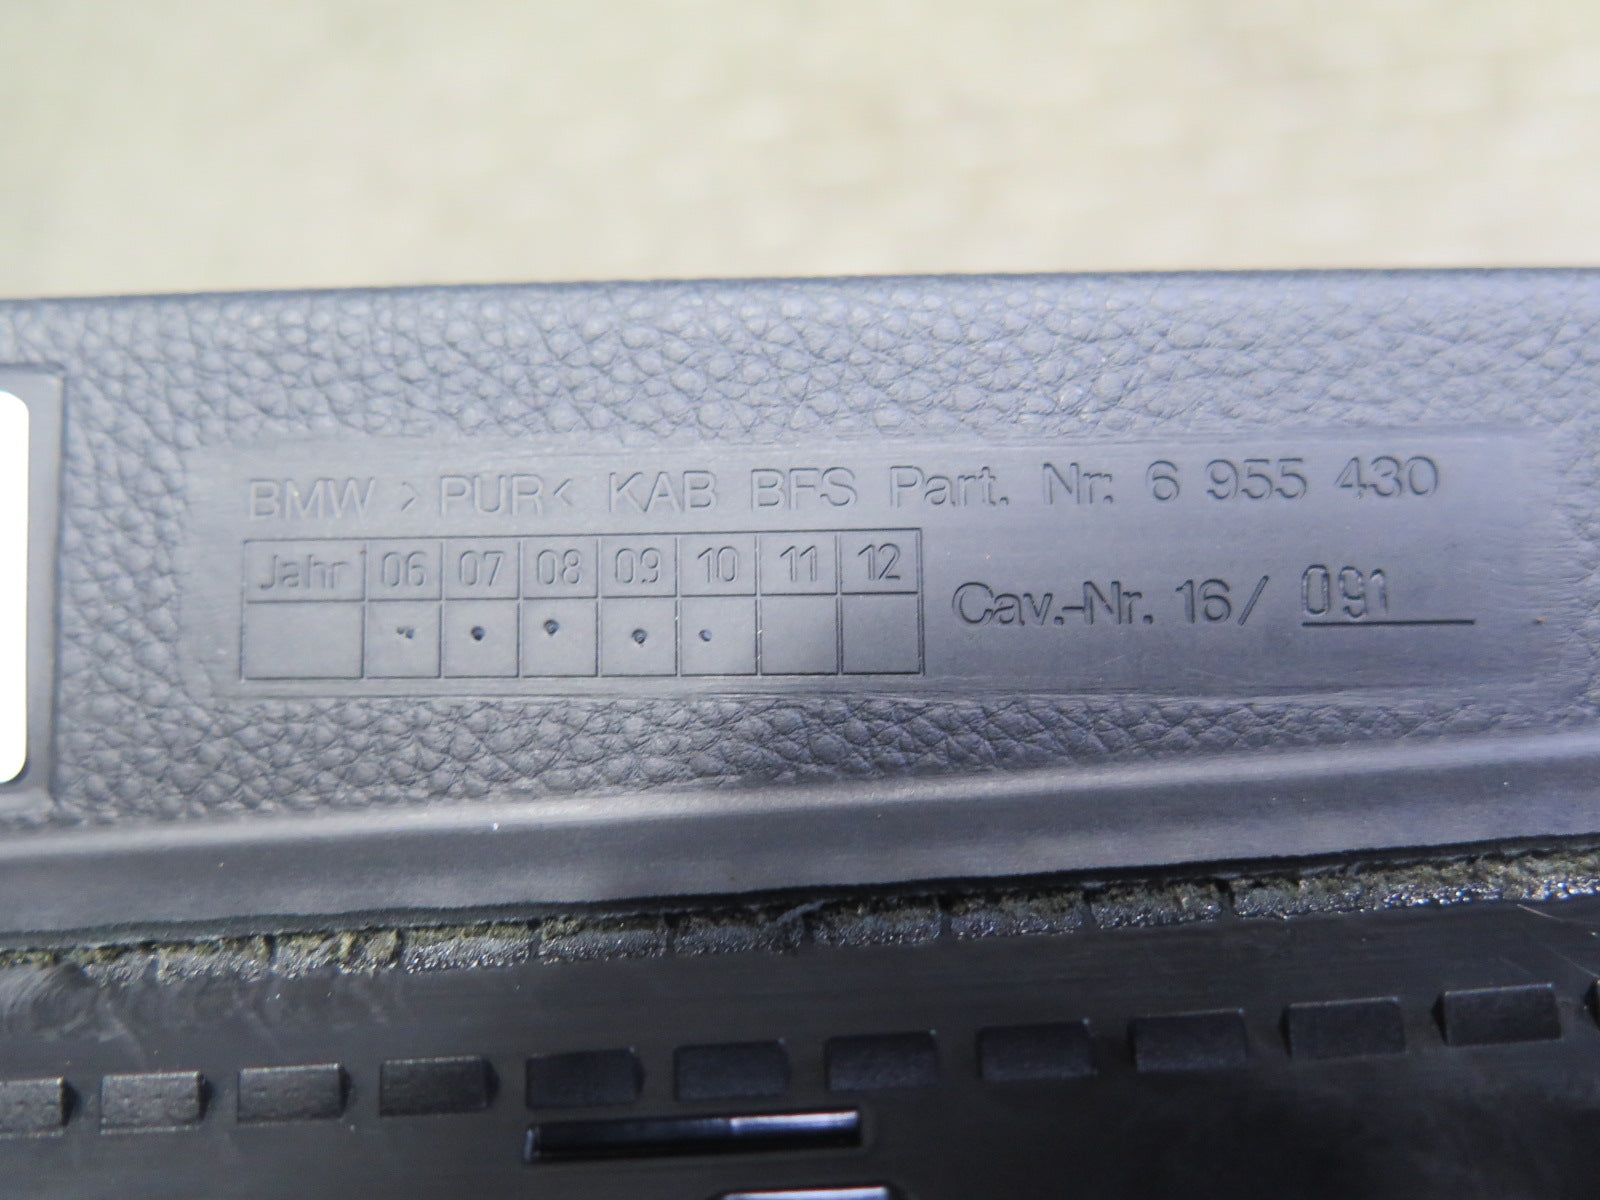 BMW >PUR< KAB BFS Part. Nr: 6 955 430
Jahr 06 07 08 09 10 11 12
Cav.-Nr. 16/ 091